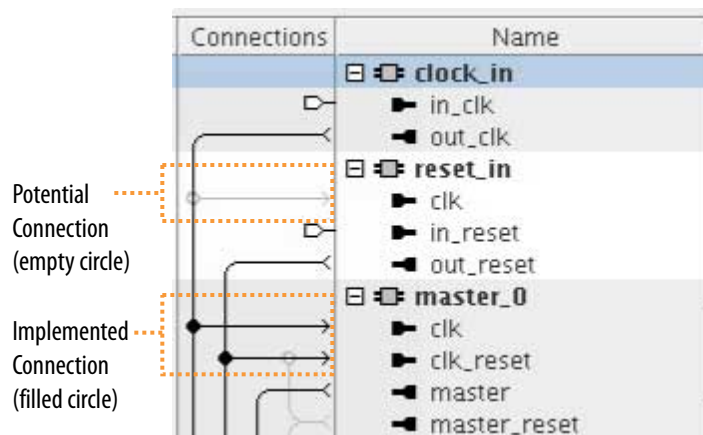 Connections
Name
clock_in
in_clk
out_clk
reset_in
clk
in_reset
out_reset
master_0
clk
clk_reset
master
master_reset
Potential
Connection
(empty circle)
Implemented
Connection
(filled circle)